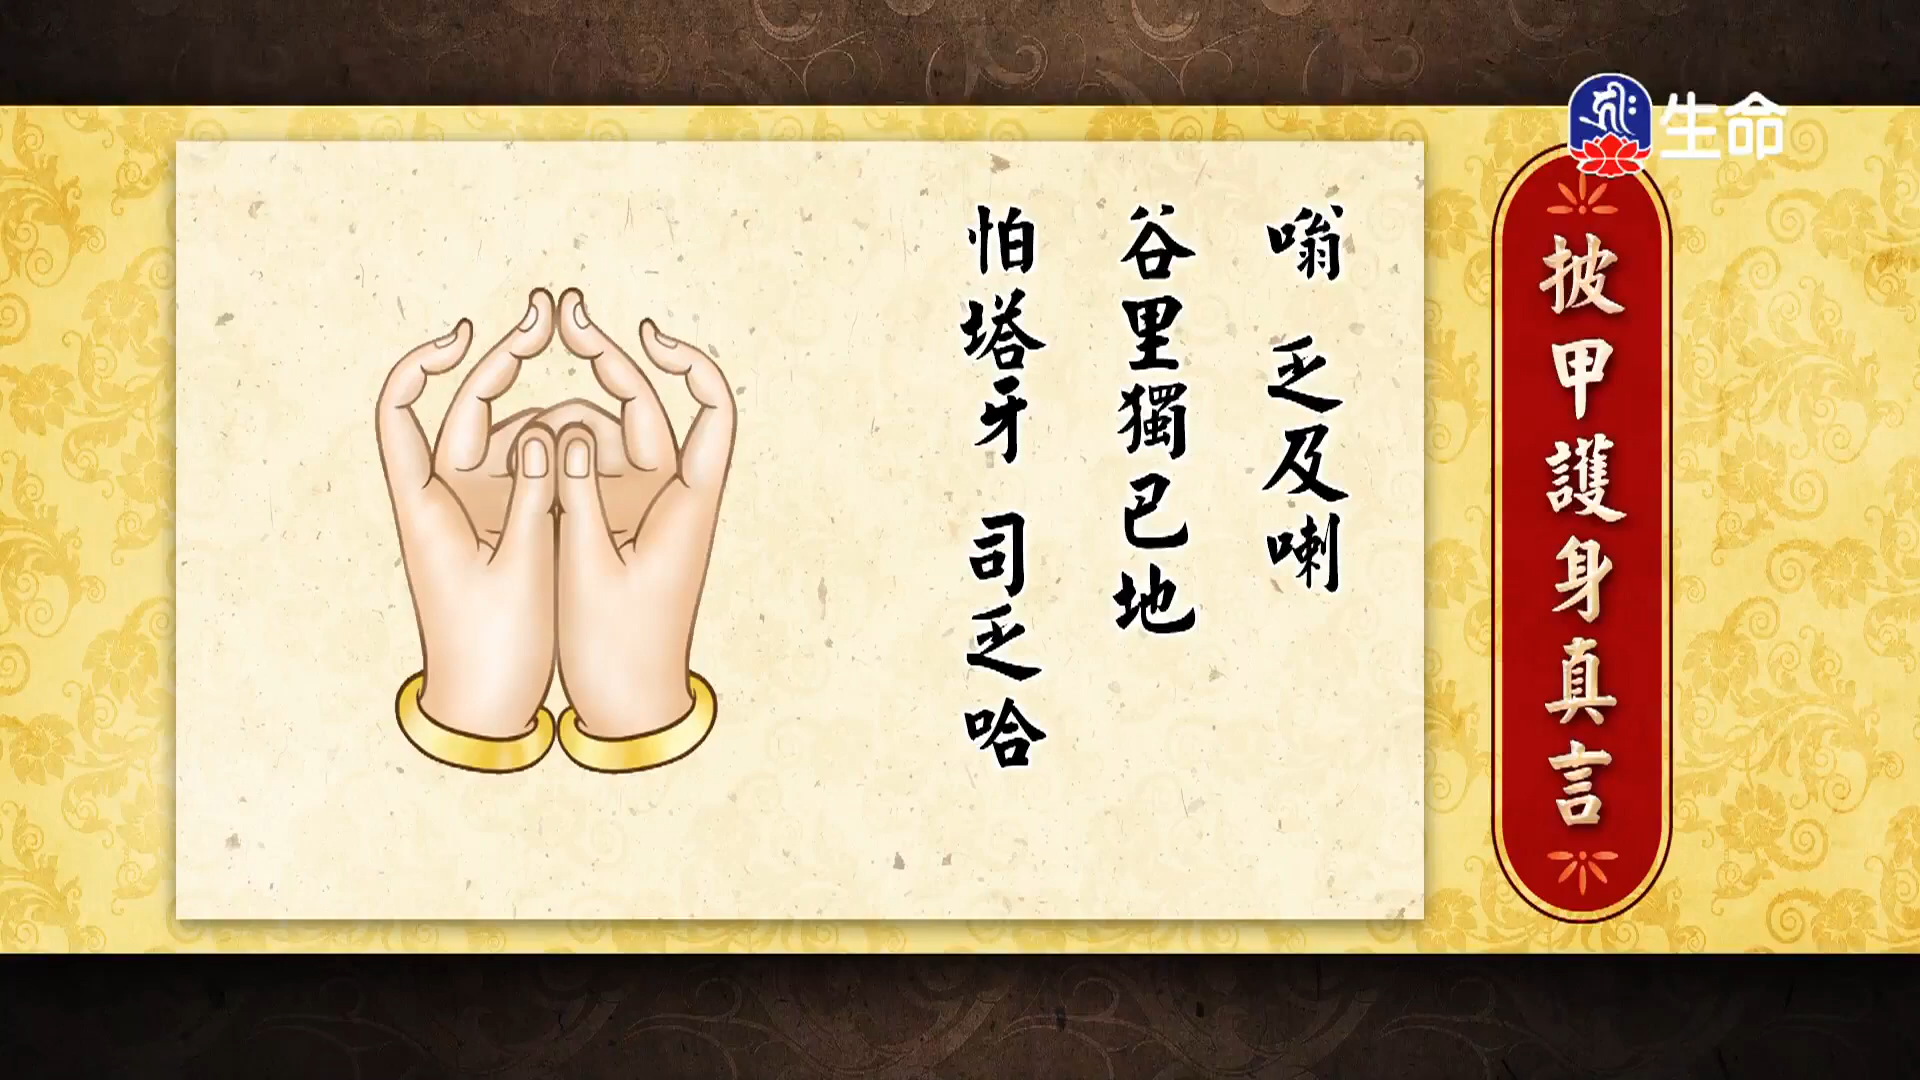 生命
披甲護身真言
嗡 乏及喇
谷里獨巴地
怕塔牙 司乏哈